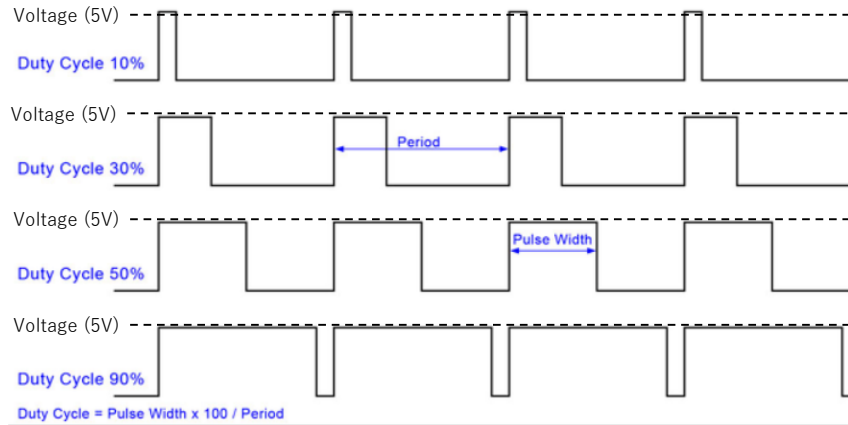 Voltage (5V)
Duty Cycle 10%
Voltage (5V)
Period
Duty Cycle 30%
Voltage (5V)
Pulse Width
Duty Cycle 50%
Voltage (5V)
Duty Cycle 90%
Duty Cycle = Pulse Width x 100 / Period